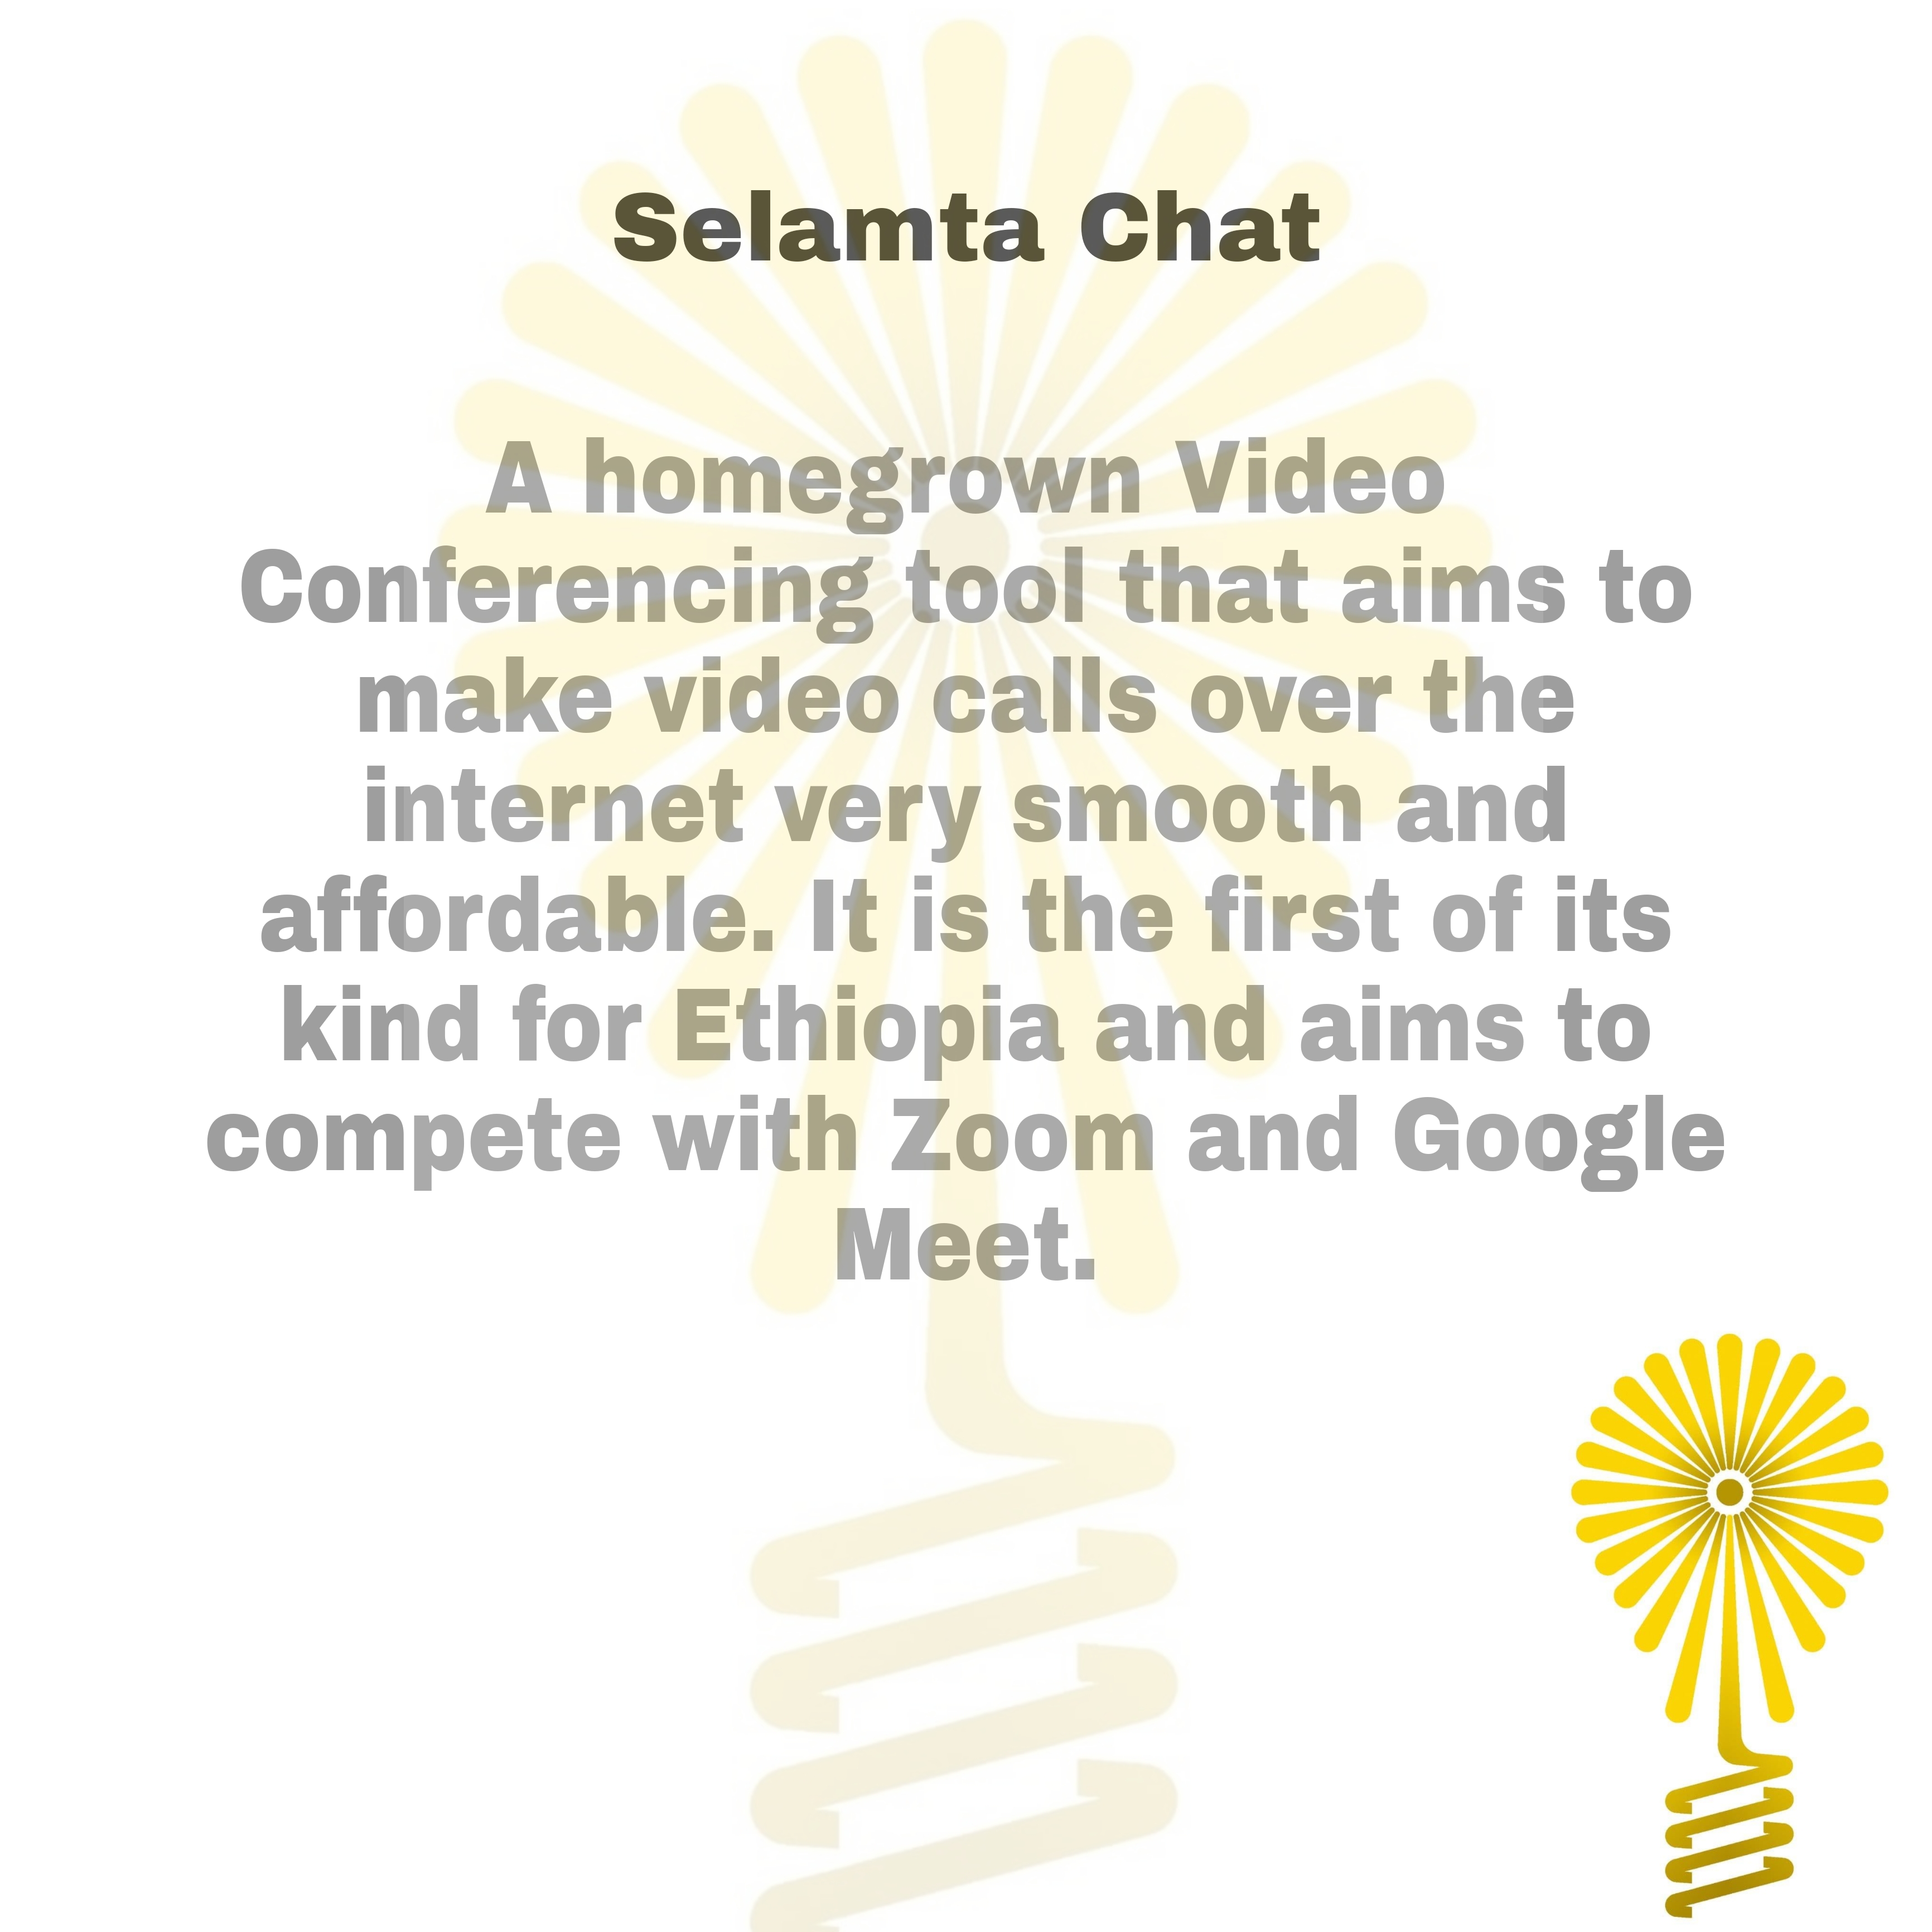 Selamta Chat
A homegrown Video
Conferencing tool that aims to
make video calls over the
internet very smooth and
affordable. It is the first of its
kind for Ethiopia and aims to
compete with Zoom and Google
Meet.